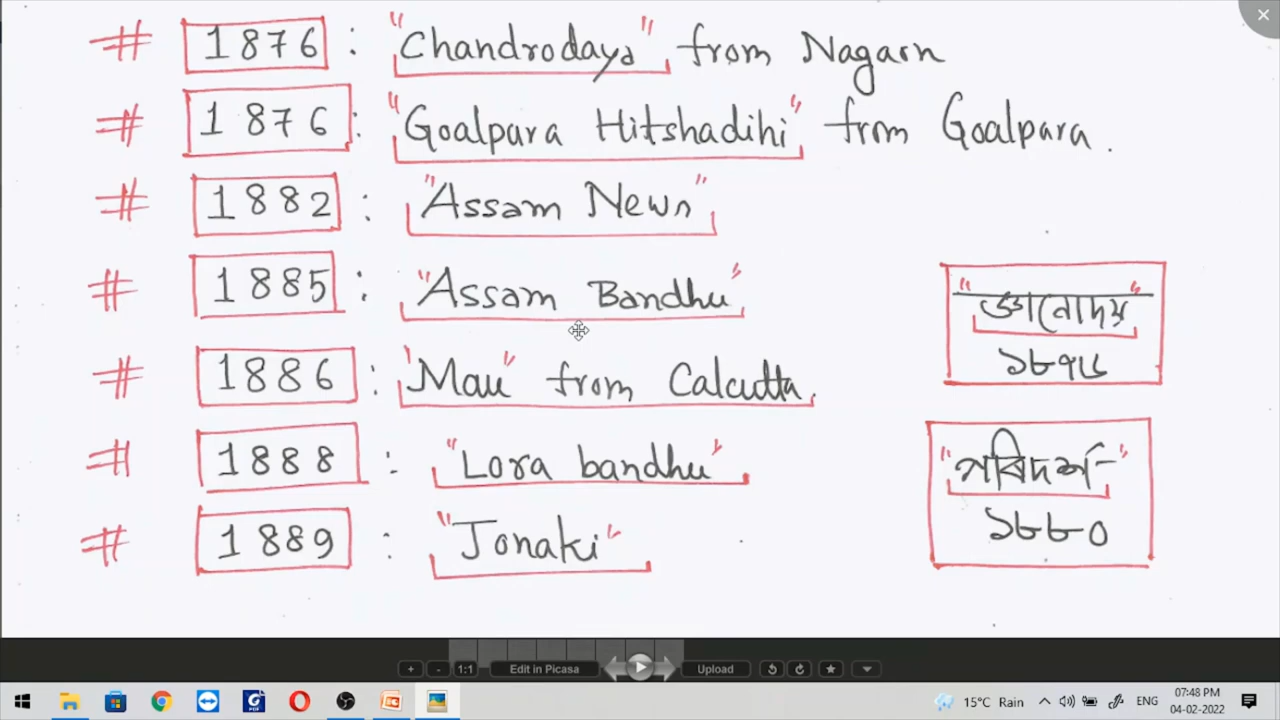 # 1876 : "Chandrodaya" from Nagaon
# 1876 : "Goalpara Hitshadihi" from Goalpara.
# 1882 : "Assam News"
# 1885 : "Assam Bandhu"
# 1886 : "Mau" from Calcutta.
# 1888 : "Lora bandhu"
# 1889 : "Jonaki"
"জ্ঞানোদয়"
১৮৭৬
"পৰিদৰ্শন"
১৮৮০
+ - 1:1 Edit in Picasa Upload
15°C Rain ENG 07:48 PM
04-02-2022